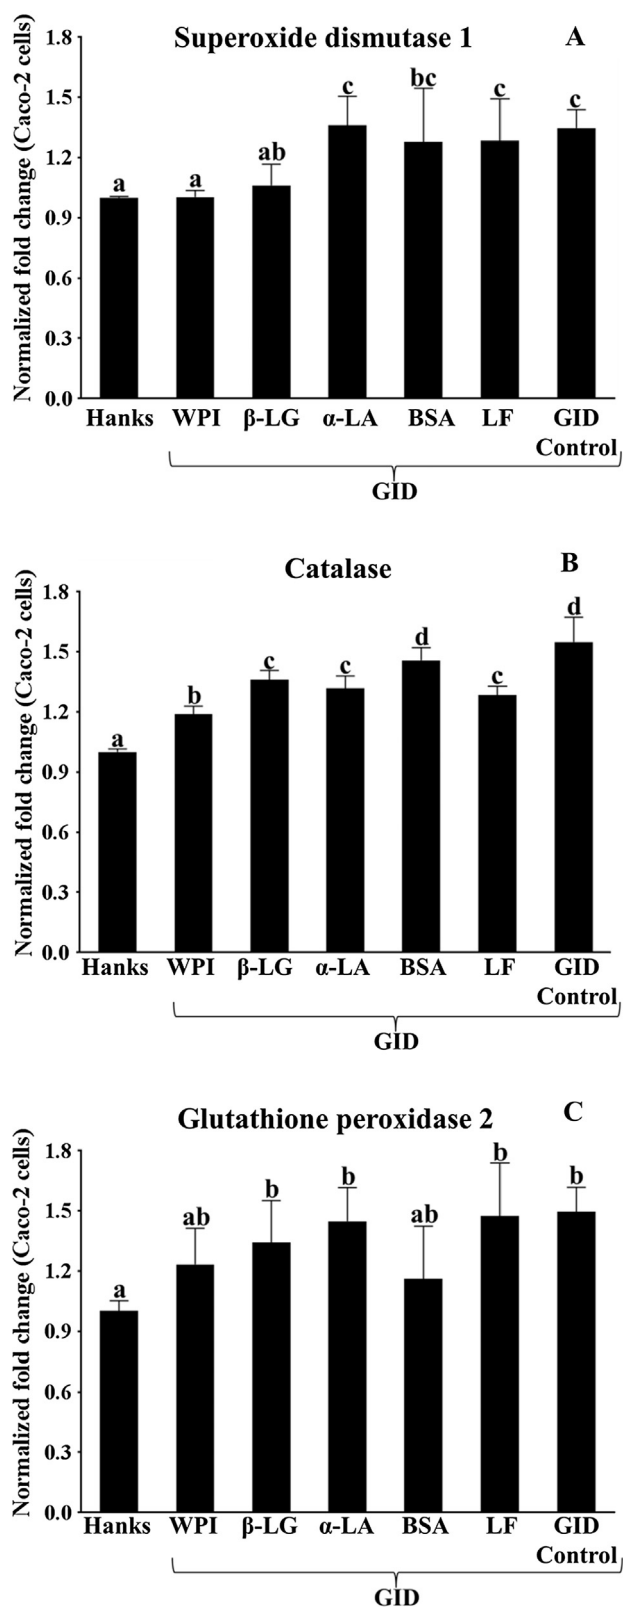 Superoxide dismutase 1
A
Normalized fold change (Caco-2 cells)
1.8
1.5
1.2
0.9
0.6
0.3
0.0
a
a
ab
c
bc
c
c
Hanks WPI β-LG α-LA BSA LF GID
Control
GID
Catalase
B
Normalized fold change (Caco-2 cells)
1.8
1.5
1.2
0.9
0.6
0.3
0.0
a
b
c
c
d
c
d
Hanks WPI β-LG α-LA BSA LF GID
Control
GID
Glutathione peroxidase 2
C
Normalized fold change (Caco-2 cells)
1.8
1.5
1.2
0.9
0.6
0.3
0.0
a
ab
b
b
ab
b
b
Hanks WPI β-LG α-LA BSA LF GID
Control
GID